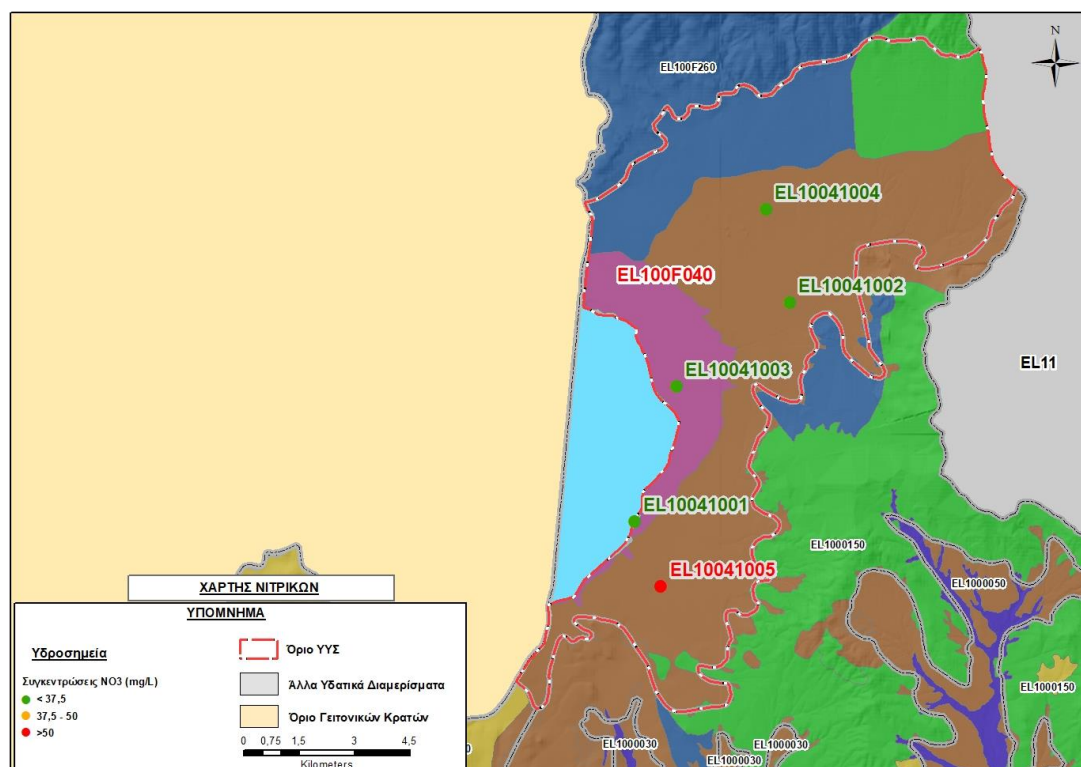 N
EL100F260
EL10041004
EL100F040
EL10041002
EL11
EL10041003
EL10041001
EL1000150
EL10041005
EL1000050
EL1000150
EL1000030
EL1000030
EL1000030
0
ΧΑΡΤΗΣ ΝΙΤΡΙΚΩΝ
ΥΠΟΜΝΗΜΑ
Υδροσημεία
Συγκεντρώσεις NO3 (mg/L)
< 37,5
37,5 - 50
>50
Όριο ΥΥΣ
Άλλα Υδατικά Διαμερίσματα
Όριο Γειτονικών Κρατών
0 0,75 1,5 3 4,5
Kilometers